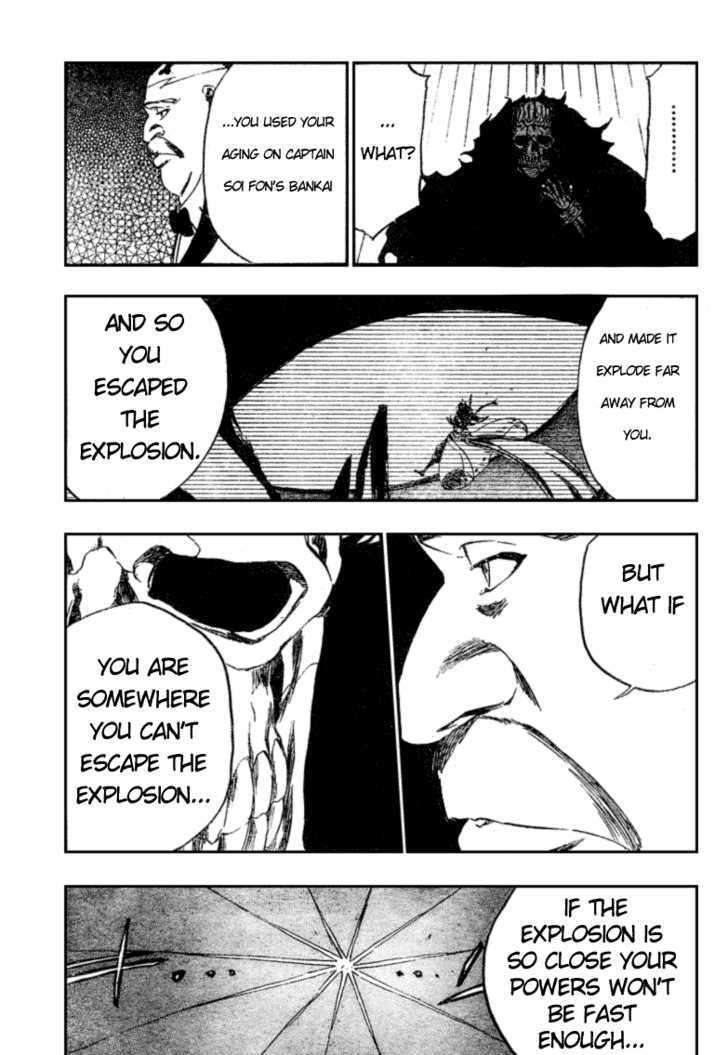 .........
...
WHAT?
...YOU USED YOUR
AGING ON CAPTAIN
SOI FON'S BANKAI
AND MADE IT
EXPLODE FAR
AWAY FROM
YOU.
AND SO
YOU
ESCAPED
THE
EXPLOSION.
BUT
WHAT IF
YOU ARE
SOMEWHERE
YOU CAN'T
ESCAPE THE
EXPLOSION...
IF THE
EXPLOSION IS
SO CLOSE YOUR
POWERS WON'T
BE FAST
ENOUGH...